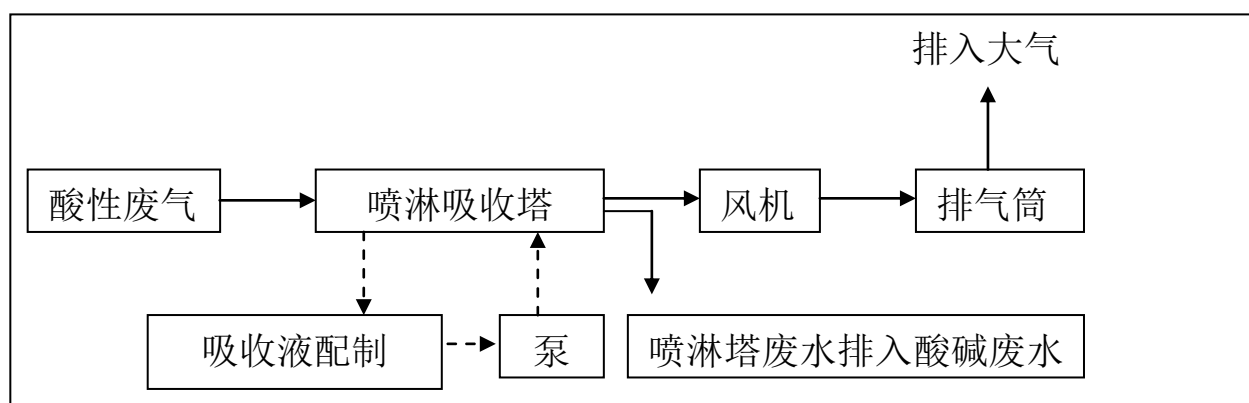 排入大气
酸性废气
喷淋吸收塔
风机
排气筒
吸收液配制
泵
喷淋塔废水排入酸碱废水